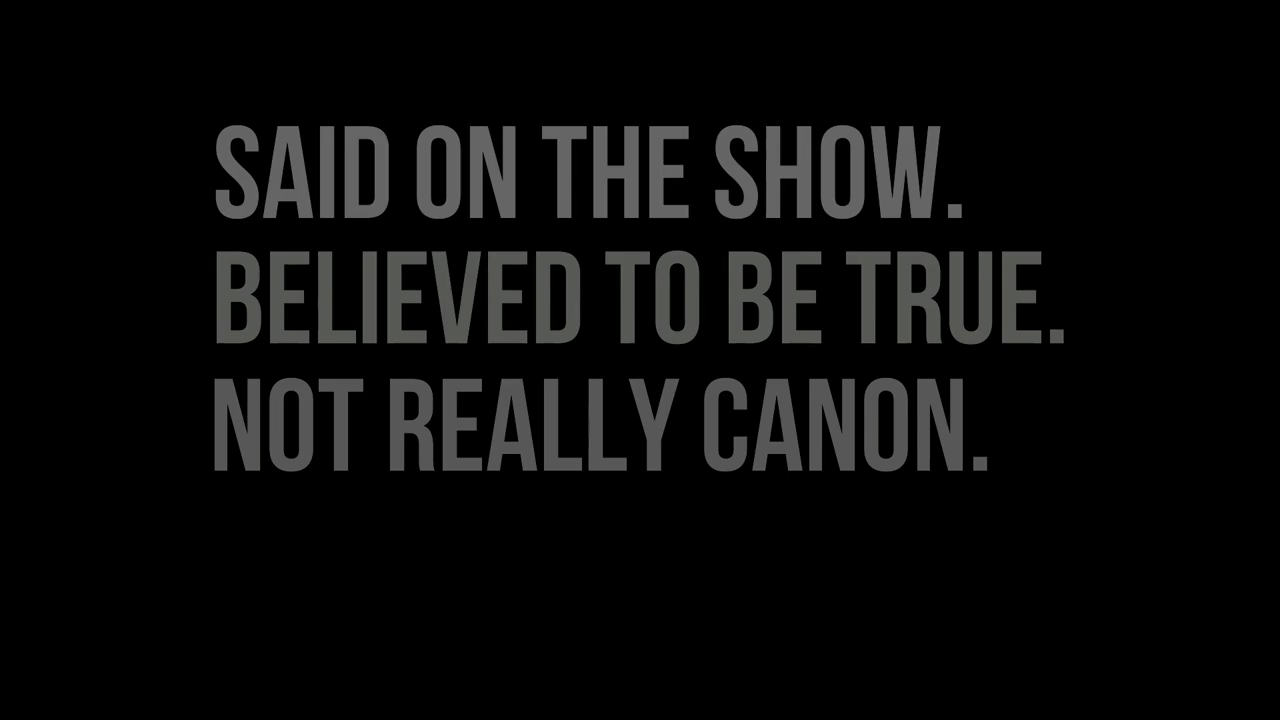 SAID ON THE SHOW.
BELIEVED TO BE TRUE.
NOT REALLY CANON.